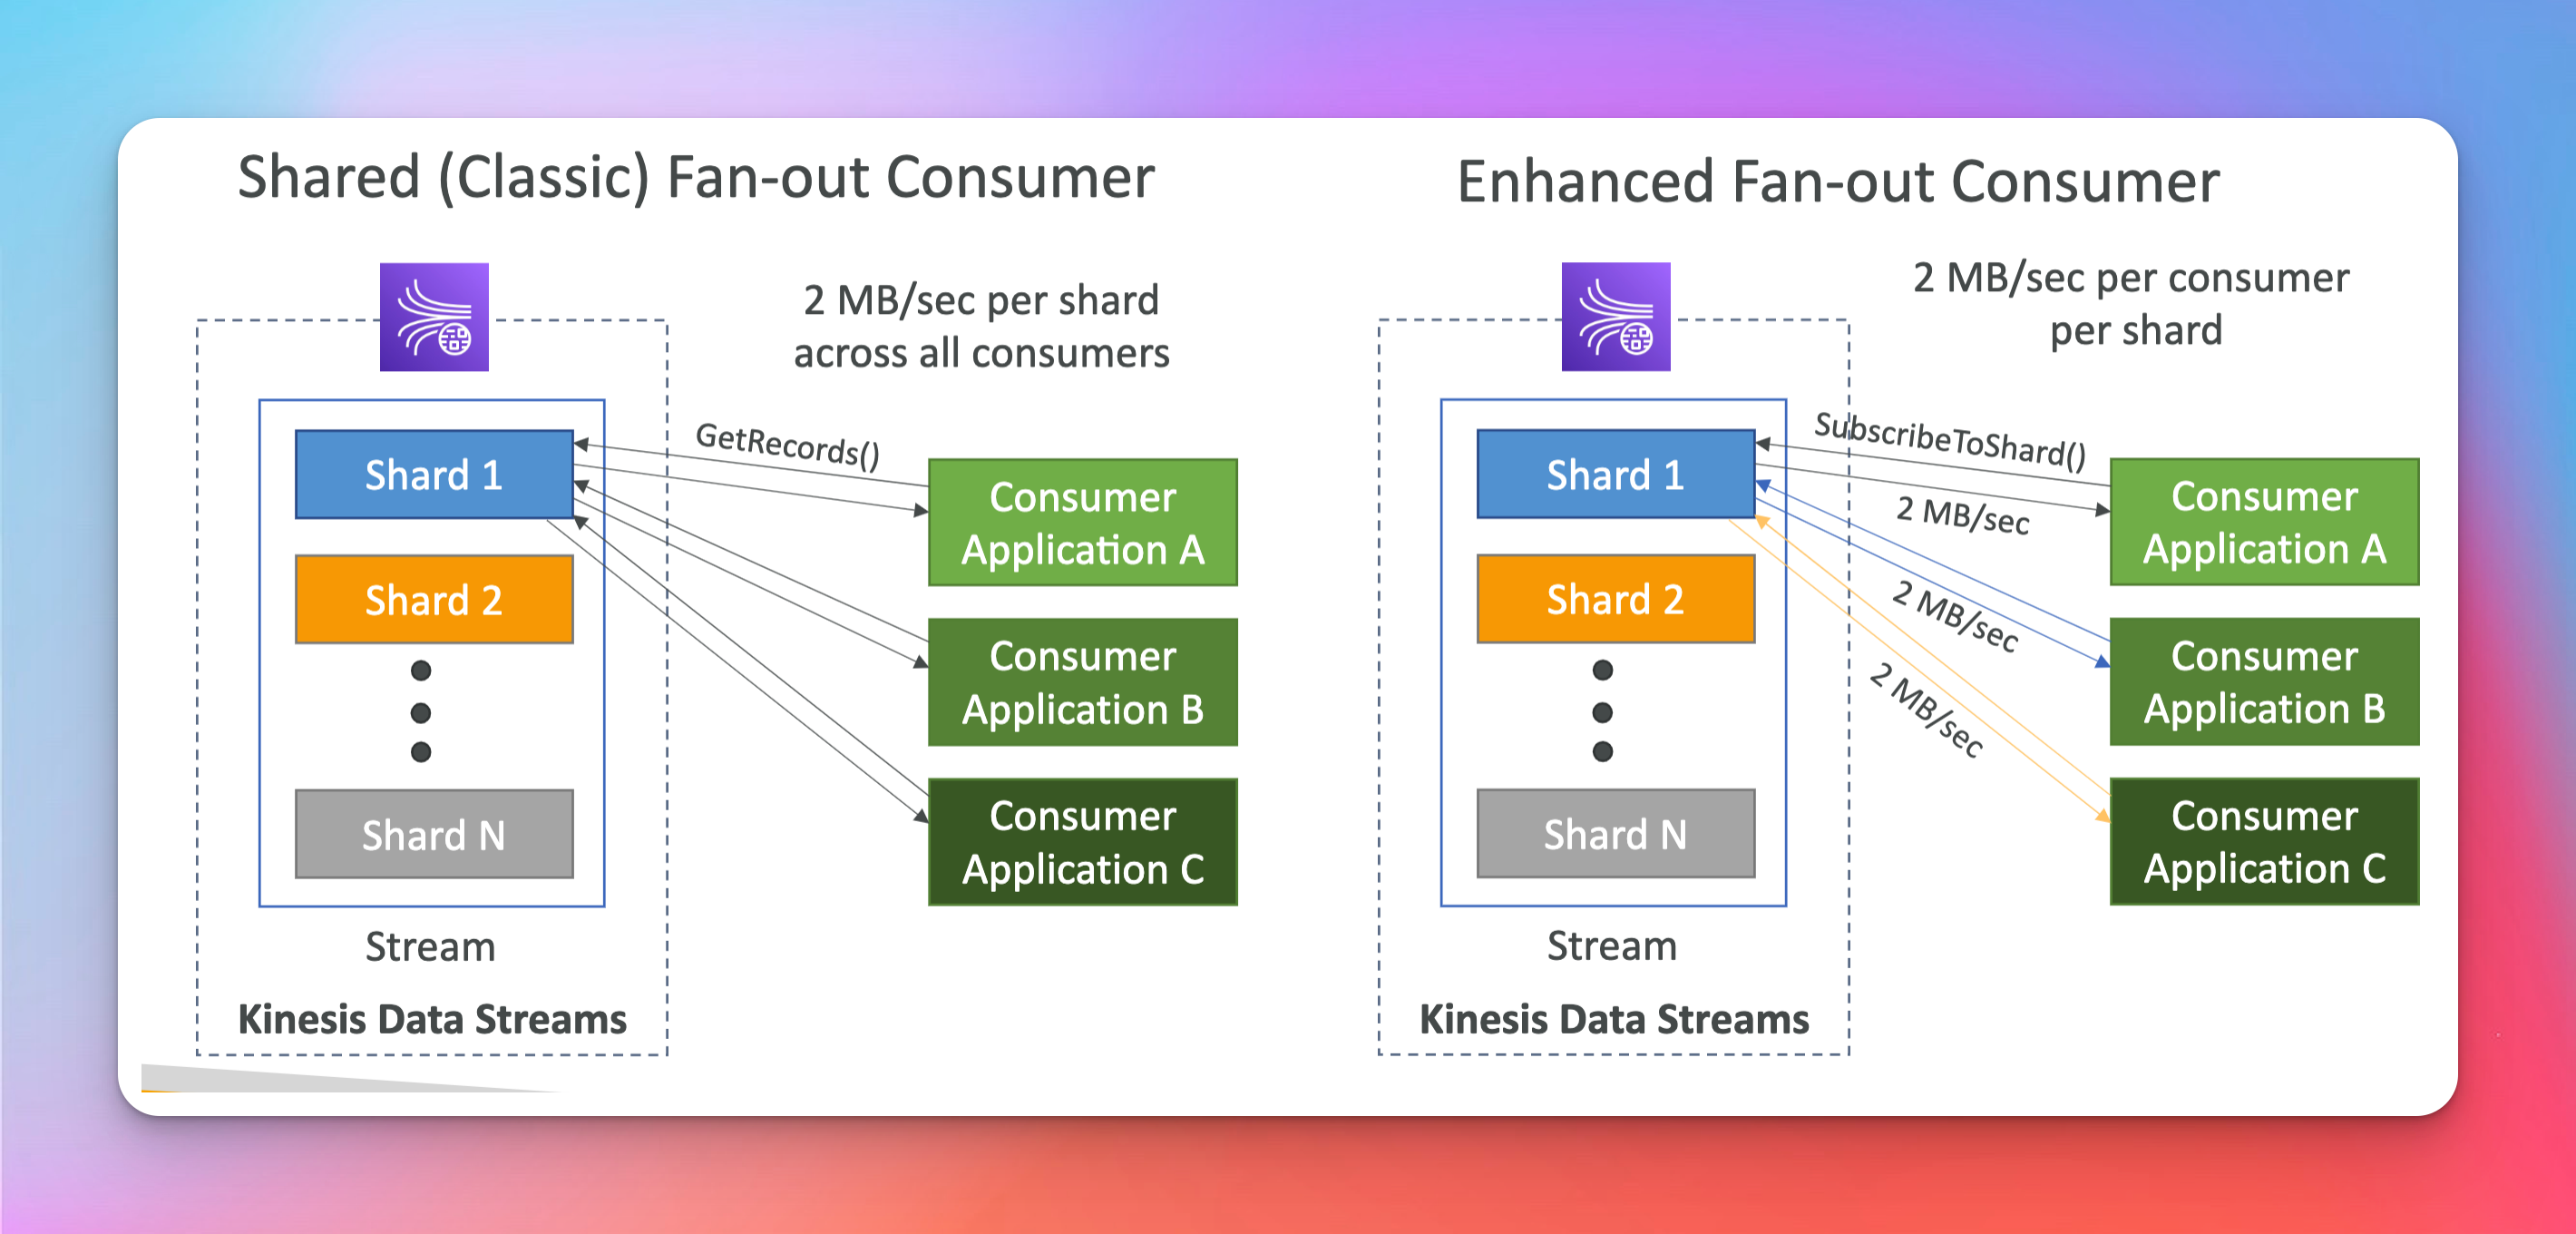 Shared (Classic) Fan-out Consumer
2 MB/sec per shard
across all consumers
GetRecords()
Shard 1
Shard 2
Shard N
Stream
Kinesis Data Streams
Consumer
Application A
Consumer
Application B
Consumer
Application C
Enhanced Fan-out Consumer
2 MB/sec per consumer
per shard
SubscribeToShard()
2 MB/sec
2 MB/sec
2 MB/sec
Shard 1
Shard 2
Shard N
Stream
Kinesis Data Streams
Consumer
Application A
Consumer
Application B
Consumer
Application C